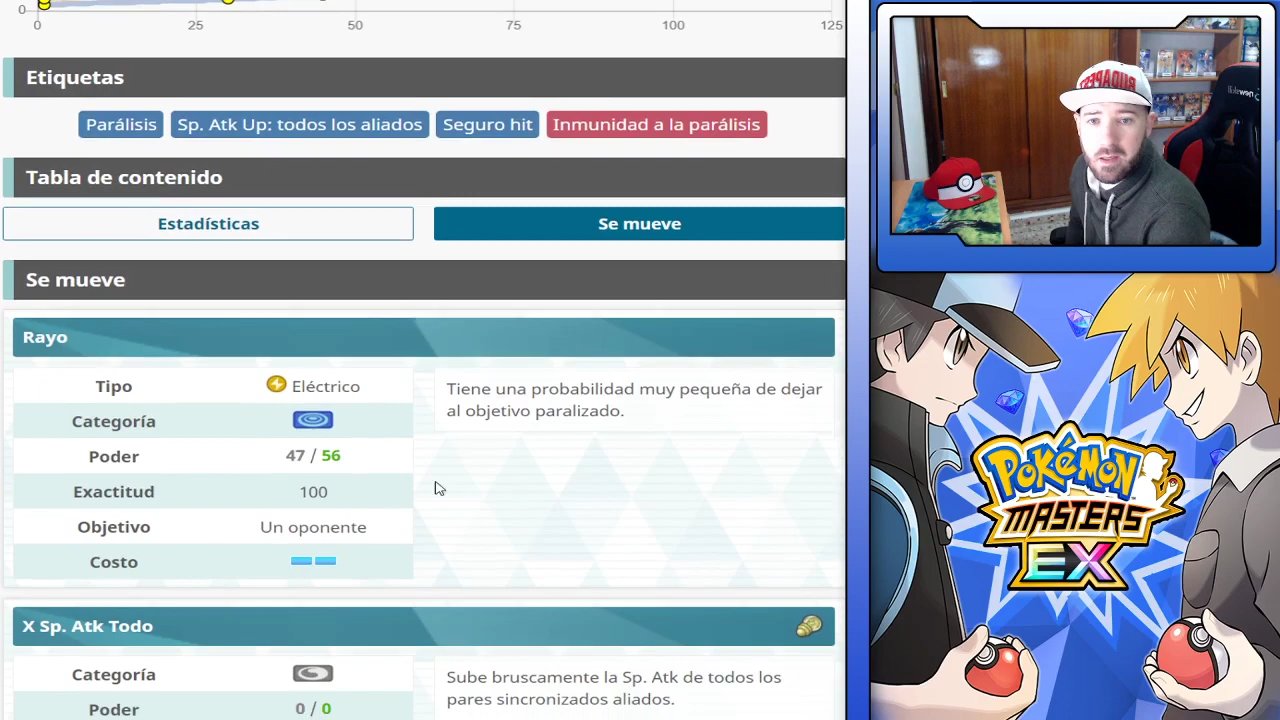 0
0 25 50 75 100 125
Etiquetas
Parálisis Sp. Atk Up: todos los aliados Seguro hit Inmunidad a la parálisis
Tabla de contenido
Estadísticas Se mueve
Se mueve
Rayo
Tipo Eléctrico
Categoría
Poder 47 / 56
Exactitud 100
Objetivo Un oponente
Costo
Tiene una probabilidad muy pequeña de dejar
al objetivo paralizado.
X Sp. Atk Todo
Categoría
Poder 0 / 0
Sube bruscamente la Sp. Atk de todos los
pares sincronizados aliados.
BUDAPEST
POKéMON
MASTERS
EX